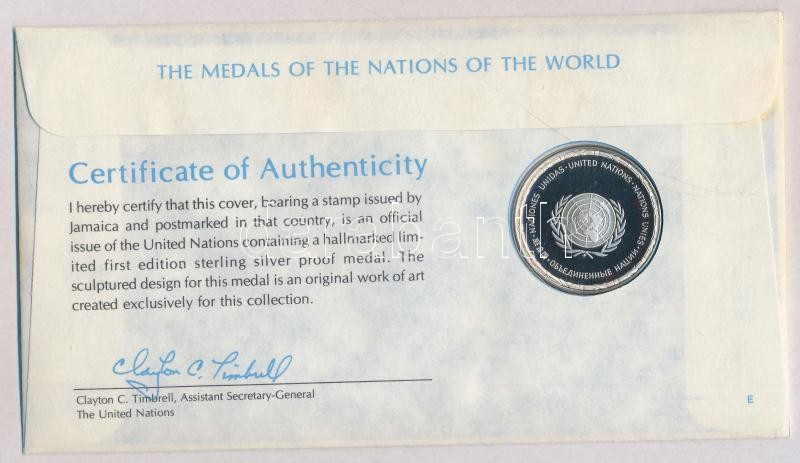 THE MEDALS OF THE NATIONS OF THE WORLD
Certificate of Authenticity
I hereby certify that this cover, bearing a stamp issued by
Jamaica and postmarked in that country, is an official
issue of the United Nations containing a hallmarked lim-
ited first edition sterling silver proof medal. The
sculptured design for this medal is an original work of art
created exclusively for this collection.
Clayton C. Timbrell
Clayton C. Timbrell, Assistant Secretary-General
The United Nations
NACIONES UNIDAS · UNITED NATIONS · NATIONS UNIES · ОБЪЕДИНЕННЫЕ НАЦИИ ·
E
darabanth